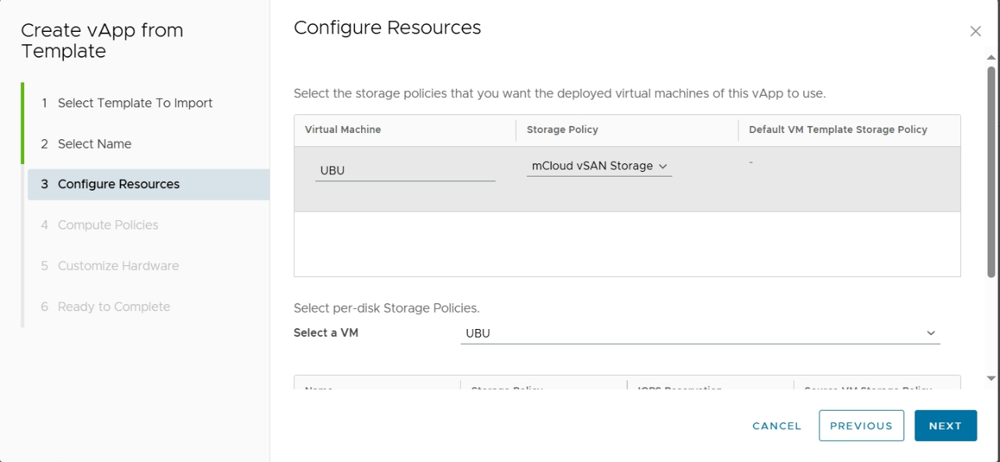 Create vApp from
Template
1 Select Template To Import
2 Select Name
3 Configure Resources
4 Compute Policies
5 Customize Hardware
6 Ready to Complete
Configure Resources
Select the storage policies that you want the deployed virtual machines of this vApp to use.
Virtual Machine Storage Policy Default VM Template Storage Policy
UBU mCloud vSAN Storage -
Select per-disk Storage Policies.
Select a VM UBU
Name Storage Policy IOPS Reservation Source VM Storage Policy
CANCEL PREVIOUS NEXT